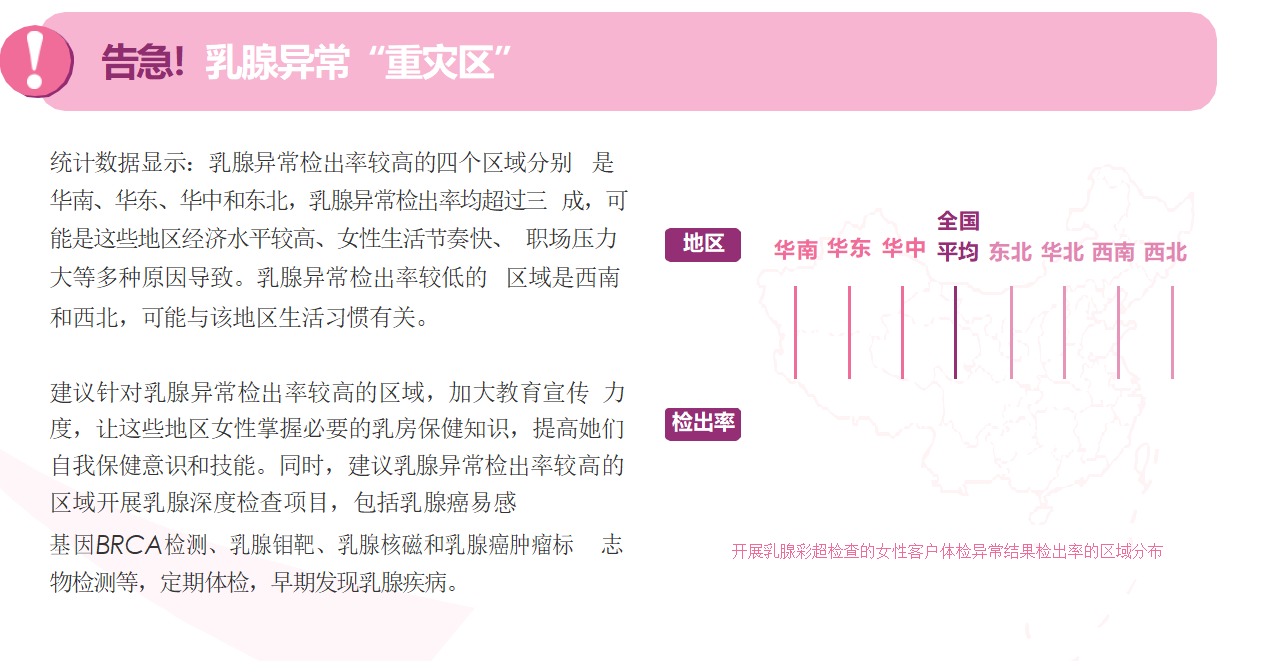 告急! 乳腺异常“重灾区”
统计数据显示：乳腺异常检出率较高的四个区域分别 是
华南、华东、华中和东北，乳腺异常检出率均超过三 成，可
能是这些地区经济水平较高、女性生活节奏快、 职场压力
大等多种原因导致。乳腺异常检出率较低的 区域是西南
和西北，可能与该地区生活习惯有关。
建议针对乳腺异常检出率较高的区域，加大教育宣传 力
度，让这些地区女性掌握必要的乳房保健知识，提高她们
自我保健意识和技能。同时，建议乳腺异常检出率较高的
区域开展乳腺深度检查项目，包括乳腺癌易感
基因BRCA检测、乳腺钼靶、乳腺核磁和乳腺癌肿瘤标 志
物检测等，定期体检，早期发现乳腺疾病。
地区 华南 华东 华中 全国平均 东北 华北 西南 西北
检出率
开展乳腺彩超检查的女性客户体检异常结果检出率的区域分布